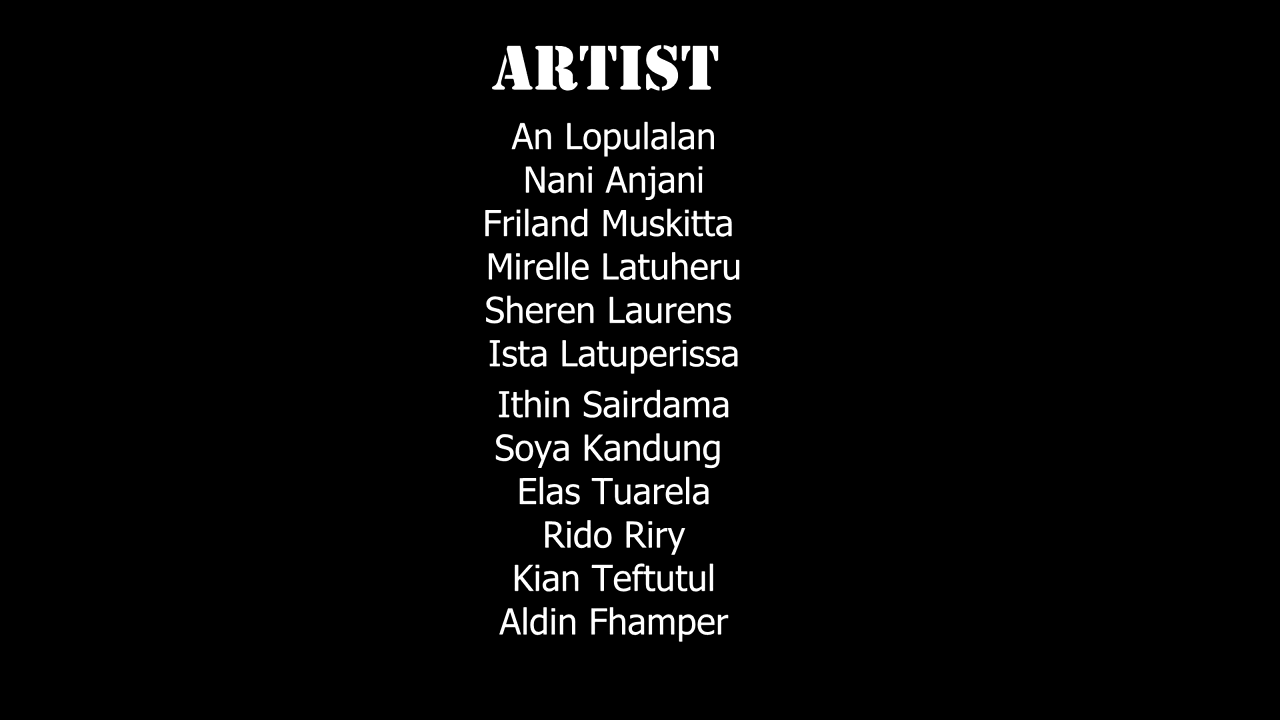 ARTIST
An Lopulalan
Nani Anjani
Friland Muskitta
Mirelle Latuheru
Sheren Laurens
Ista Latuperissa
Ithin Sairdama
Soya Kandung
Elas Tuarela
Rido Riry
Kian Teftutul
Aldin Fhamper